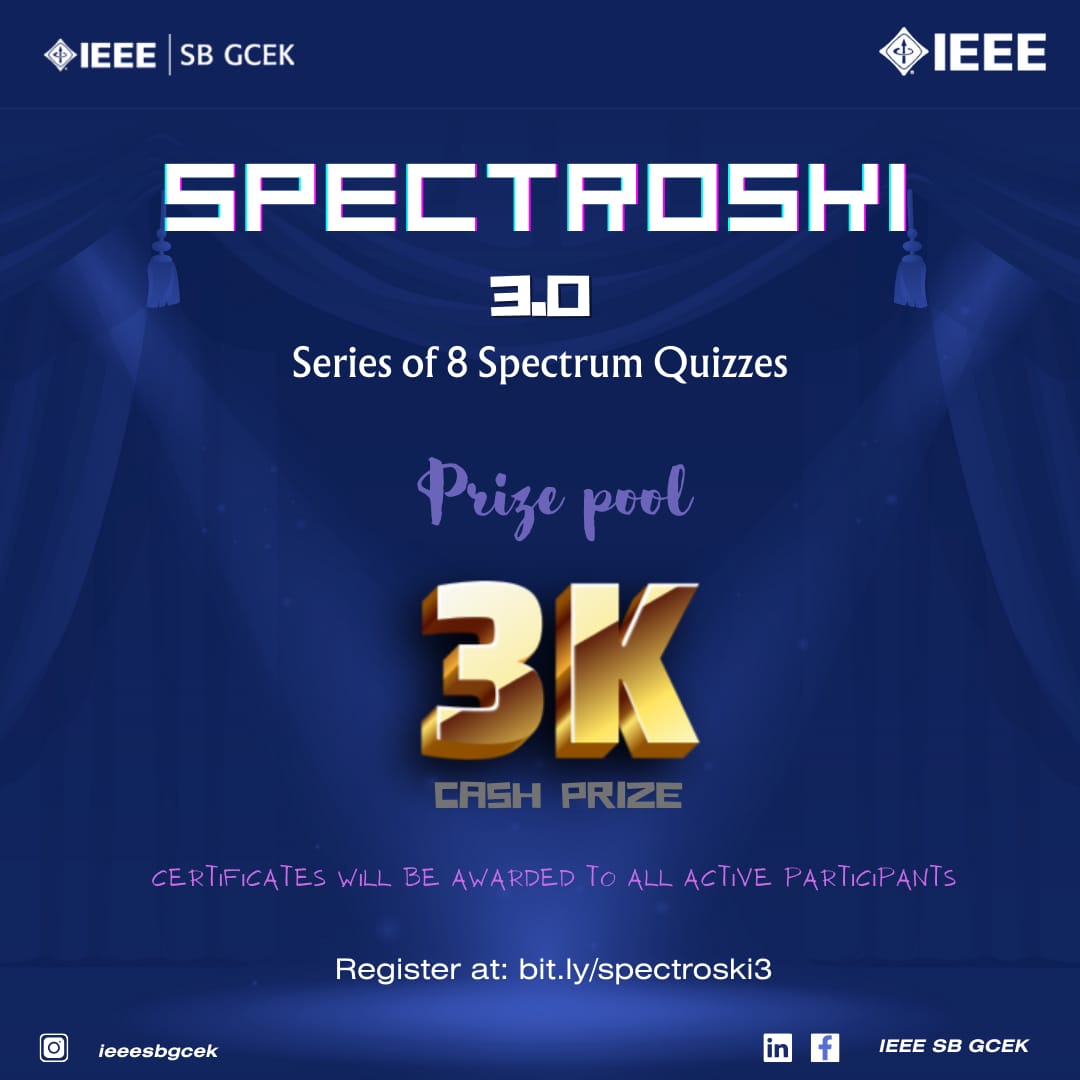 IEEE | SB GCEK
IEEE
SPECTROSKI
3.0
Series of 8 Spectrum Quizzes
Prize pool
3K
CASH PRIZE
CERTIFICATES WILL BE AWARDED TO ALL ACTIVE PARTICIPANTS
Register at: bit.ly/spectroski3
ieeesbgcek
in f IEEE SB GCEK